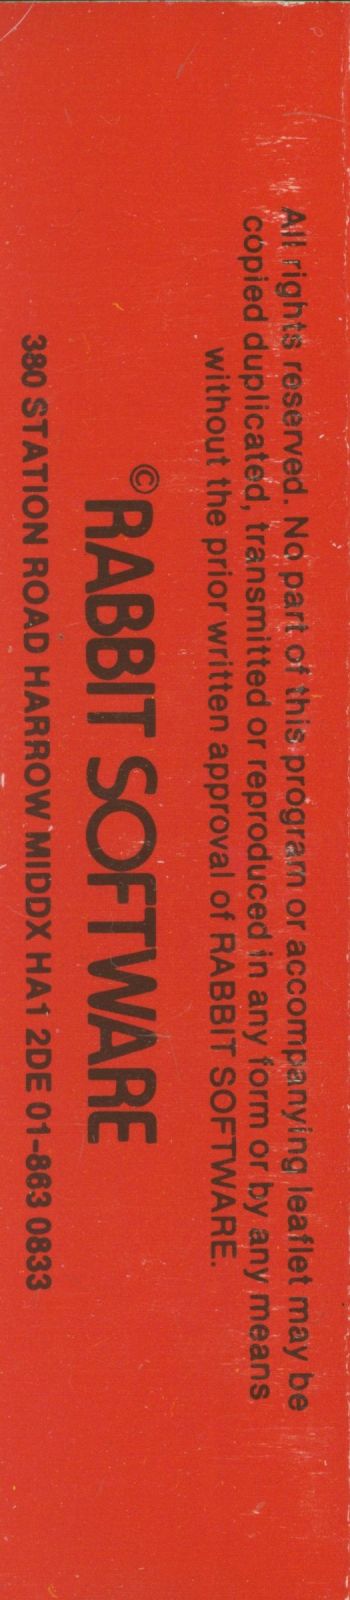 All rights reserved. No part of this program or accompanying leaflet may be
copied duplicated, transmitted or reproduced in any form or by any means
without the prior written approval of RABBIT SOFTWARE.
© RABBIT SOFTWARE
380 STATION ROAD HARROW MIDDX HA1 2DE 01-863 0833